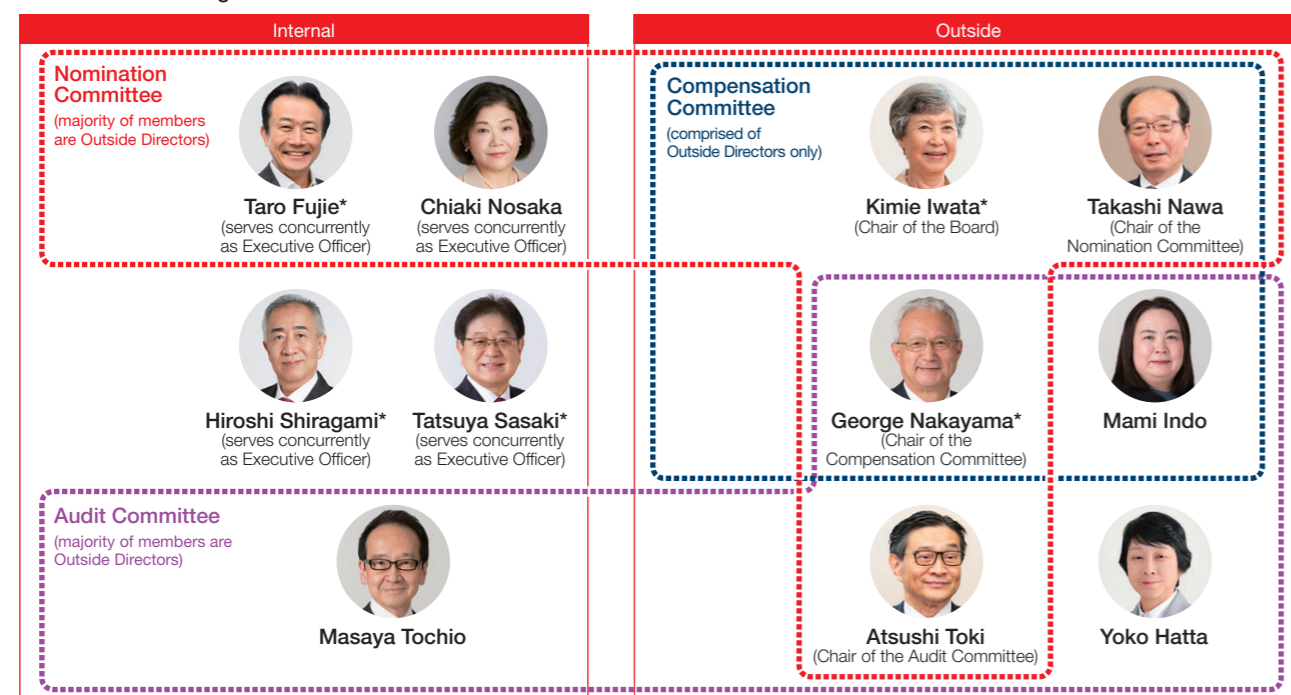 Internal
Outside
Nomination
Committee
(majority of members
are Outside Directors)
Taro Fujie*
(serves concurrently
as Executive Officer)
Chiaki Nosaka
(serves concurrently
as Executive Officer)
Compensation
Committee
(comprised of
Outside Directors only)
Kimie Iwata*
(Chair of the Board)
Takashi Nawa
(Chair of the
Nomination Committee)
Hiroshi Shiragami*
(serves concurrently
as Executive Officer)
Tatsuya Sasaki*
(serves concurrently
as Executive Officer)
George Nakayama*
(Chair of the
Compensation Committee)
Mami Indo
Audit Committee
(majority of members are
Outside Directors)
Masaya Tochio
Atsushi Toki
(Chair of the Audit Committee)
Yoko Hatta